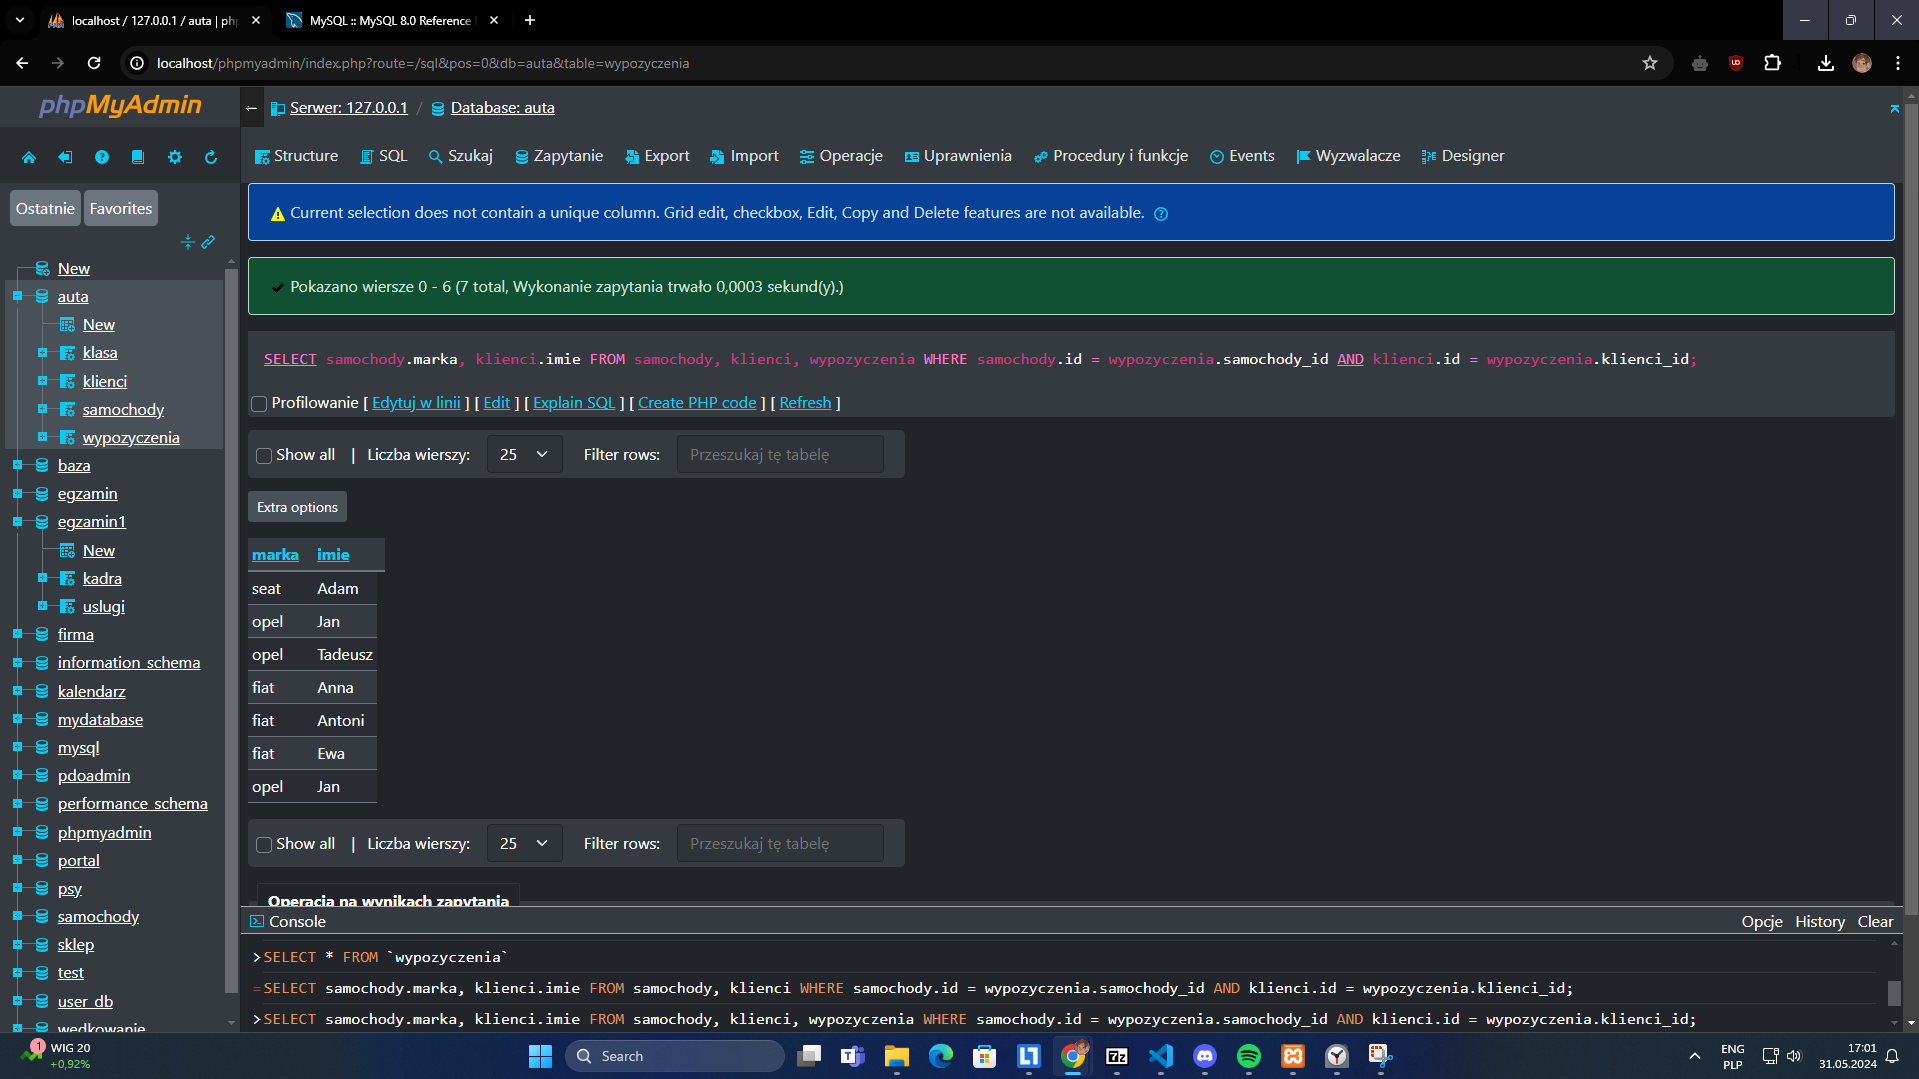 localhost / 127.0.0.1 / auta | php
MySQL :: MySQL 8.0 Reference
localhost/phpmyadmin/index.php?route=/sql&pos=0&db=auta&table=wypozyczenia
phpMyAdmin
Ostatnie
Favorites
New
auta
New
klasa
klienci
samochody
wypozyczenia
baza
egzamin
egzamin1
New
kadra
uslugi
firma
information_schema
kalendarz
mydatabase
mysql
pdoadmin
performance_schema
phpmyadmin
portal
psy
samochody
sklep
test
user_db
wedkowanie
Serwer: 127.0.0.1 / Database: auta
Structure SQL Szukaj Zapytanie Export Import Operacje Uprawnienia Procedury i funkcje Events Wyzwalacze Designer
Current selection does not contain a unique column. Grid edit, checkbox, Edit, Copy and Delete features are not available.
Pokazano wiersze 0 - 6 (7 total, Wykonanie zapytania trwało 0,0003 sekund(y).)
SELECT samochody.marka, klienci.imie FROM samochody, klienci, wypozyczenia WHERE samochody.id = wypozyczenia.samochody_id AND klienci.id = wypozyczenia.klienci_id;
Profilowanie [ Edytuj w linii ] [ Edit ] [ Explain SQL ] [ Create PHP code ] [ Refresh ]
Show all | Liczba wierszy: 25 Filter rows: Przeszukaj tę tabelę
Extra options
marka imie
seat Adam
opel Jan
opel Tadeusz
fiat Anna
fiat Antoni
fiat Ewa
opel Jan
Show all | Liczba wierszy: 25 Filter rows: Przeszukaj tę tabelę
Operacja na wynikach zapytania
Console
Opcje History Clear
>SELECT * FROM `wypozyczenia`
=SELECT samochody.marka, klienci.imie FROM samochody, klienci WHERE samochody.id = wypozyczenia.samochody_id AND klienci.id = wypozyczenia.klienci_id;
>SELECT samochody.marka, klienci.imie FROM samochody, klienci, wypozyczenia WHERE samochody.id = wypozyczenia.samochody_id AND klienci.id = wypozyczenia.klienci_id;
1
WIG 20
+0,92%
Search
ENG
PLP
17:01
31.05.2024